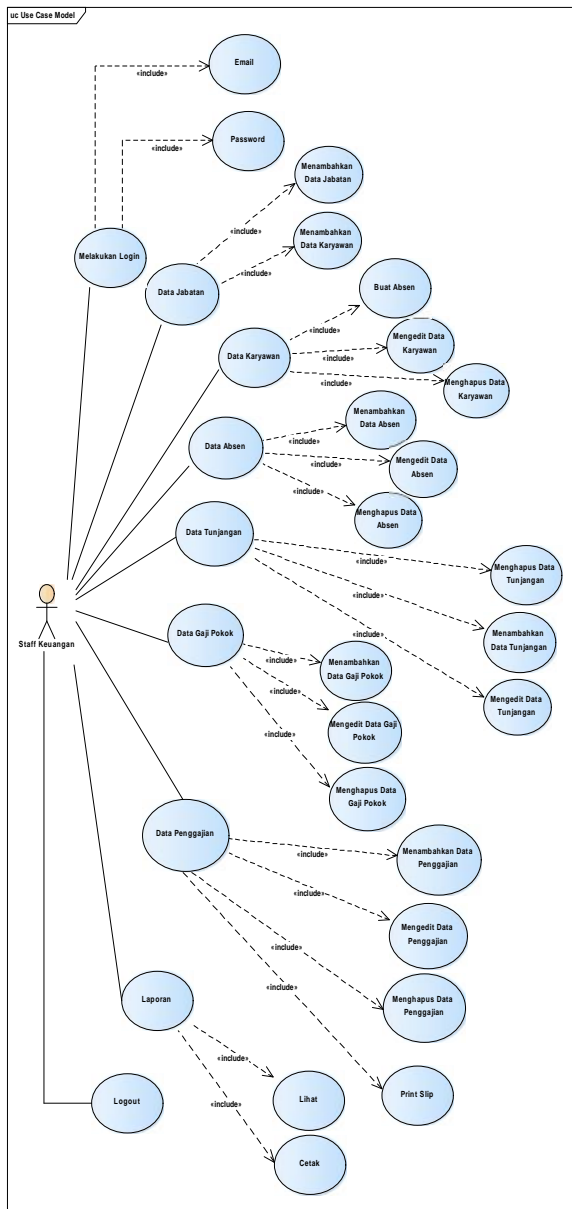 uc Use Case Model
Email
«include»
Password
«include»
Menambahkan
Data Jabatan
«include»
Menambahkan
Data Karyawan
«include»
Melakukan Login
Data Jabatan
Buat Absen
«include»
Mengedit Data
Karyawan
«include»
Data Karyawan
Menghapus Data
Karyawan
«include»
Menambahkan
Data Absen
«include»
Data Absen
Mengedit Data
Absen
«include»
Menghapus Data
Absen
«include»
Data Tunjangan
Menghapus Data
Tunjangan
«include»
Menambahkan
Data Tunjangan
«include»
Mengedit Data
Tunjangan
«include»
Staff Keuangan
Data Gaji Pokok
Menambahkan
Data Gaji Pokok
«include»
Mengedit Data Gaji
Pokok
«include»
Menghapus Data
Gaji Pokok
«include»
Data Penggajian
Menambahkan Data
Penggajian
«include»
Mengedit Data
Penggajian
«include»
Menghapus Data
Penggajian
«include»
Print Slip
«include»
Laporan
Lihat
«include»
Cetak
«include»
Logout